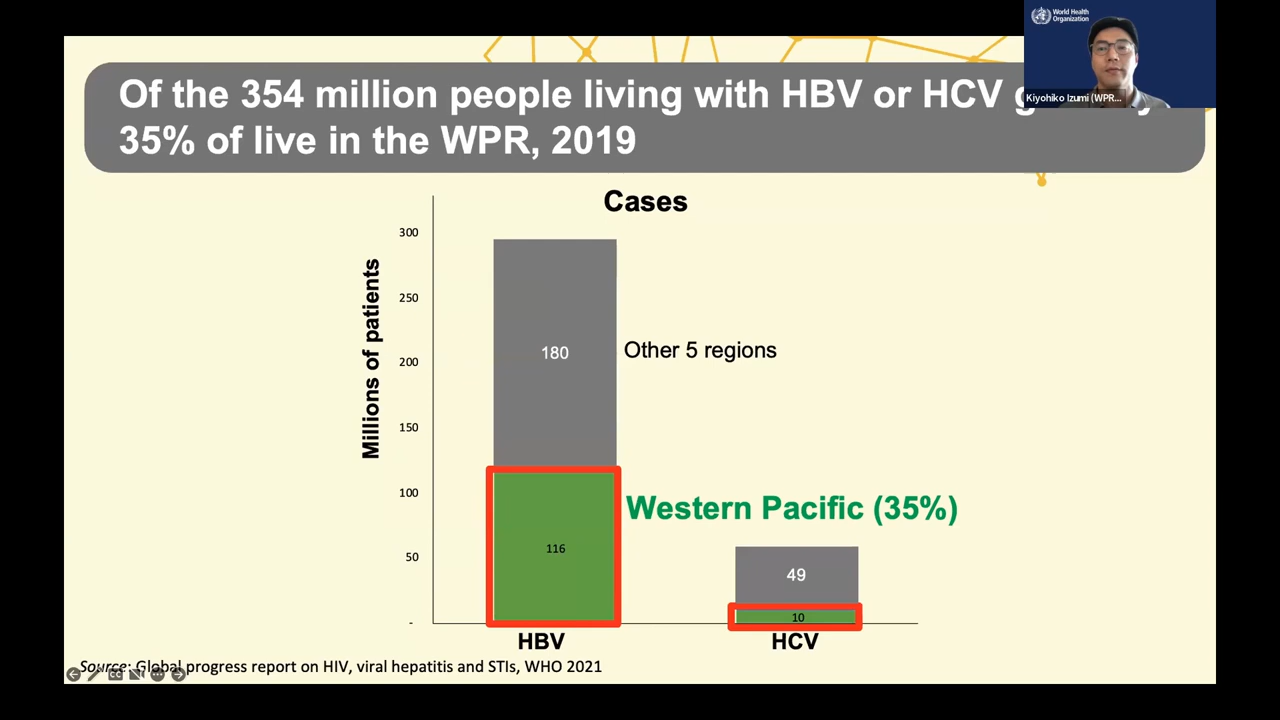 World Health
Organization
Kiyohiko Izumi (WPR...
Of the 354 million people living with HBV or HCV
35% of live in the WPR, 2019
Cases
Millions of patients
300
250
200
150
100
50
-
180
Other 5 regions
116
Western Pacific (35%)
49
10
HBV
HCV
Source: Global progress report on HIV, viral hepatitis and STIs, WHO 2021